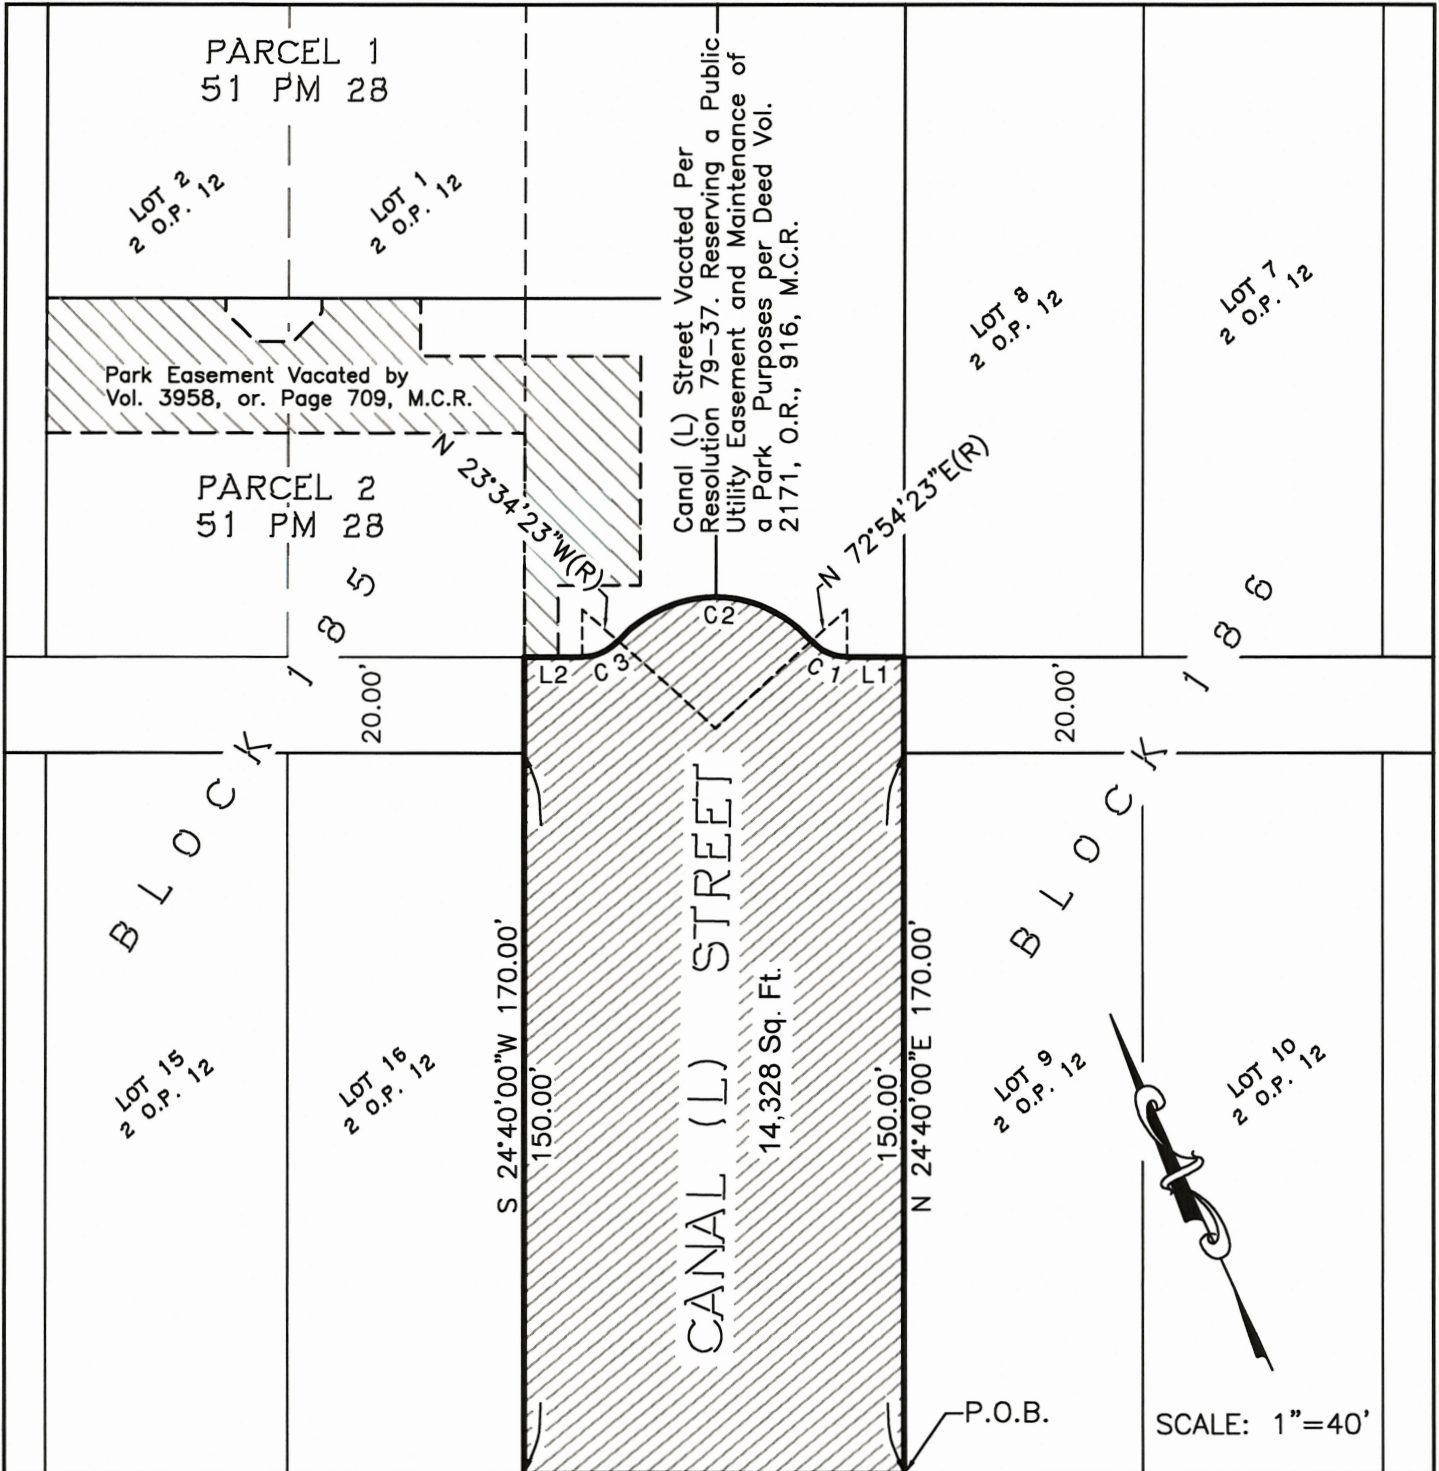 PARCEL 1
51 PM 28
LOT 2
2 O.P. 12
LOT 1
2 O.P. 12
Canal (L) Street Vacated Per
Resolution 79-37. Reserving a Public
Utility Easement and Maintenance of
a Park Purposes per Deed Vol.
2171, O.R., 916, M.C.R.
LOT 8
2 O.P. 12
LOT 7
2 O.P. 12
Park Easement Vacated by
Vol. 3958, or. Page 709, M.C.R.
PARCEL 2
51 PM 28
N 23°34'23"W(R)
N 72°54'23"E(R)
C2
L2
C3
C1
L1
BLOCK 185
20.00'
20.00'
BLOCK 186
CANAL (L) STREET
14,328 Sq. Ft.
S 24°40'00"W 170.00'
150.00'
150.00'
N 24°40'00"E 170.00'
LOT 15
2 O.P. 12
LOT 16
2 O.P. 12
LOT 9
2 O.P. 12
LOT 10
2 O.P. 12
P.O.B.
SCALE: 1"=40'